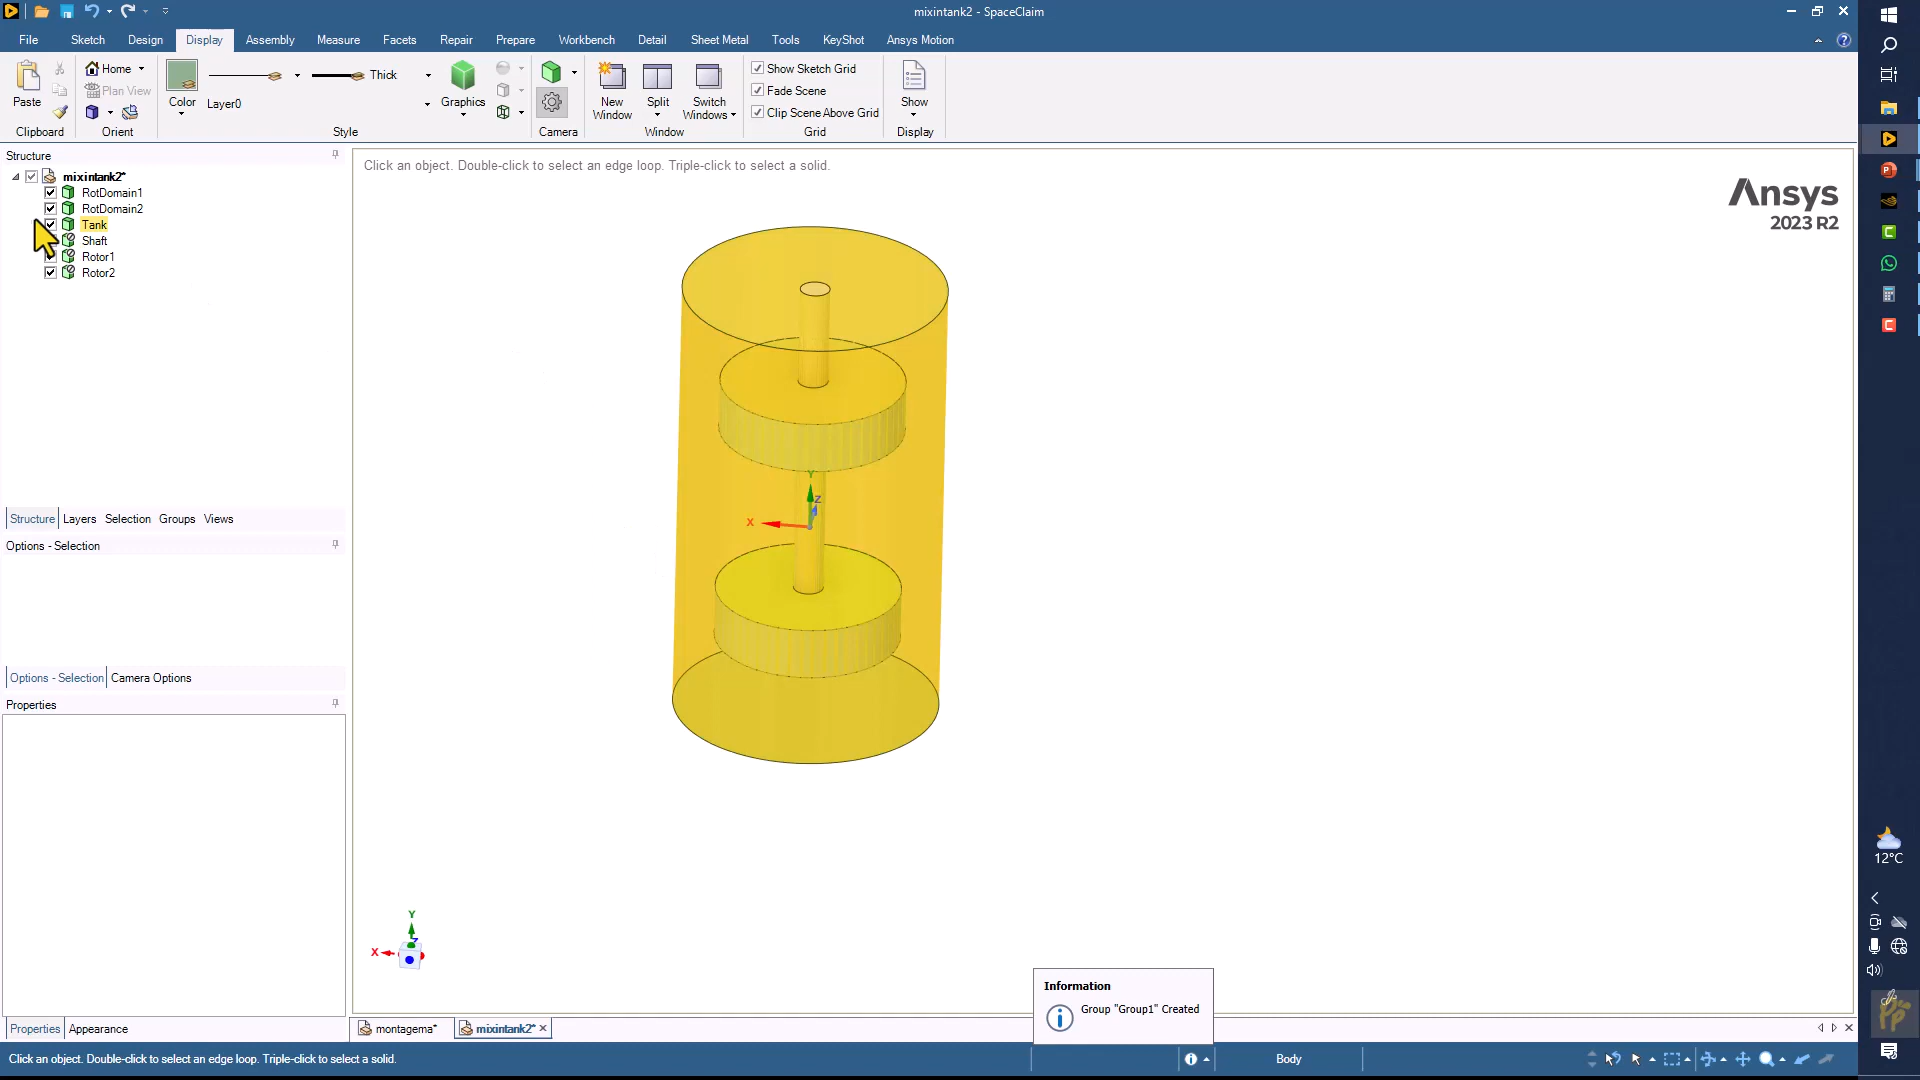 mixintank2 - SpaceClaim
File Sketch Design Display Assembly Measure Facets Repair Prepare Workbench Detail Sheet Metal Tools KeyShot Ansys Motion
Paste
Clipboard
Home
Plan View
Orient
Color
Layer0
Thick
Style
Graphics
Camera
New Window
Split
Switch Windows
Window
Show Sketch Grid
Fade Scene
Clip Scene Above Grid
Grid
Show
Display
Structure
mixintank2*
RotDomain1
RotDomain2
Tank
Shaft
Rotor1
Rotor2
Structure Layers Selection Groups Views
Options - Selection
Options - Selection Camera Options
Properties
Properties Appearance
Click an object. Double-click to select an edge loop. Triple-click to select a solid.
Ansys
2023 R2
Y
Z
X
Y
Z
X
Information
Group "Group1" Created
montagema* mixintank2*
Click an object. Double-click to select an edge loop. Triple-click to select a solid.
Body
12°C